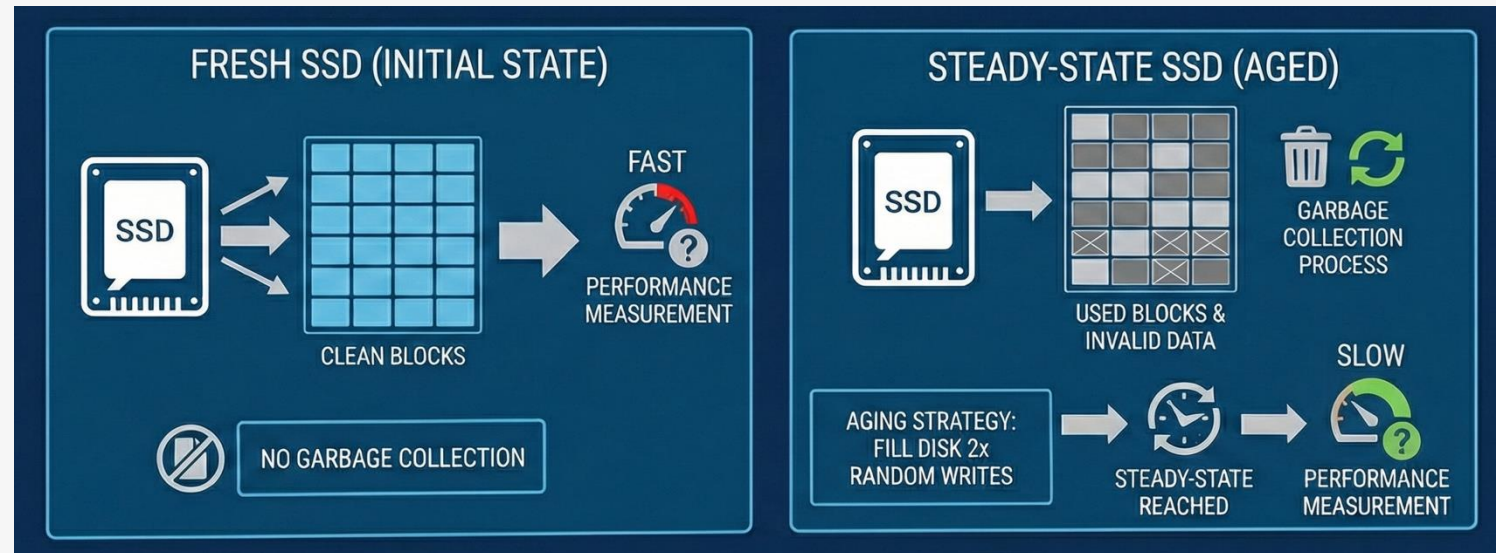 FRESH SSD (INITIAL STATE)
SSD
CLEAN BLOCKS
FAST
?
PERFORMANCE
MEASUREMENT
NO GARBAGE COLLECTION
STEADY-STATE SSD (AGED)
SSD
USED BLOCKS &
INVALID DATA
GARBAGE
COLLECTION
PROCESS
AGING STRATEGY:
FILL DISK 2x
RANDOM WRITES
STEADY-STATE
REACHED
SLOW
?
PERFORMANCE
MEASUREMENT